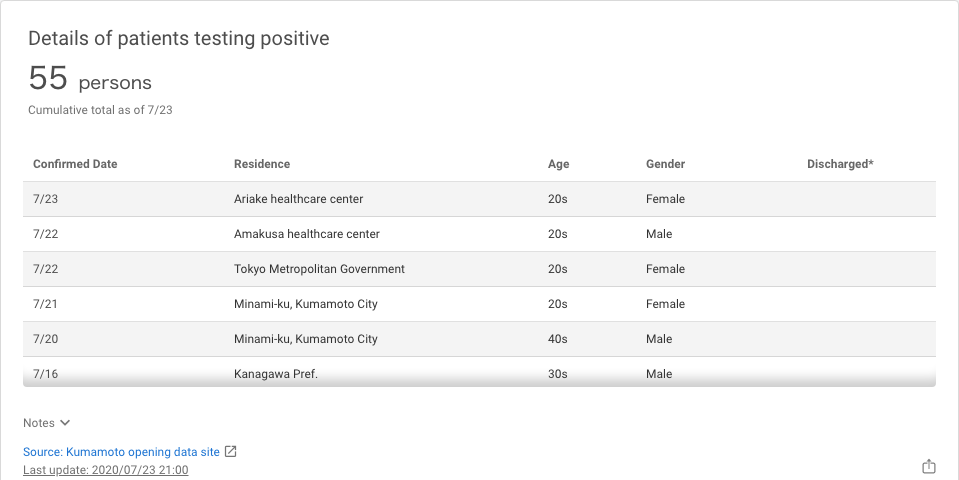 Details of patients testing positive
55 persons
Cumulative total as of 7/23
Confirmed Date Residence Age Gender Discharged*
7/23 Ariake healthcare center 20s Female
7/22 Amakusa healthcare center 20s Male
7/22 Tokyo Metropolitan Government 20s Female
7/21 Minami-ku, Kumamoto City 20s Female
7/20 Minami-ku, Kumamoto City 40s Male
7/16 Kanagawa Pref. 30s Male
Notes
Source: Kumamoto opening data site
Last update: 2020/07/23 21:00